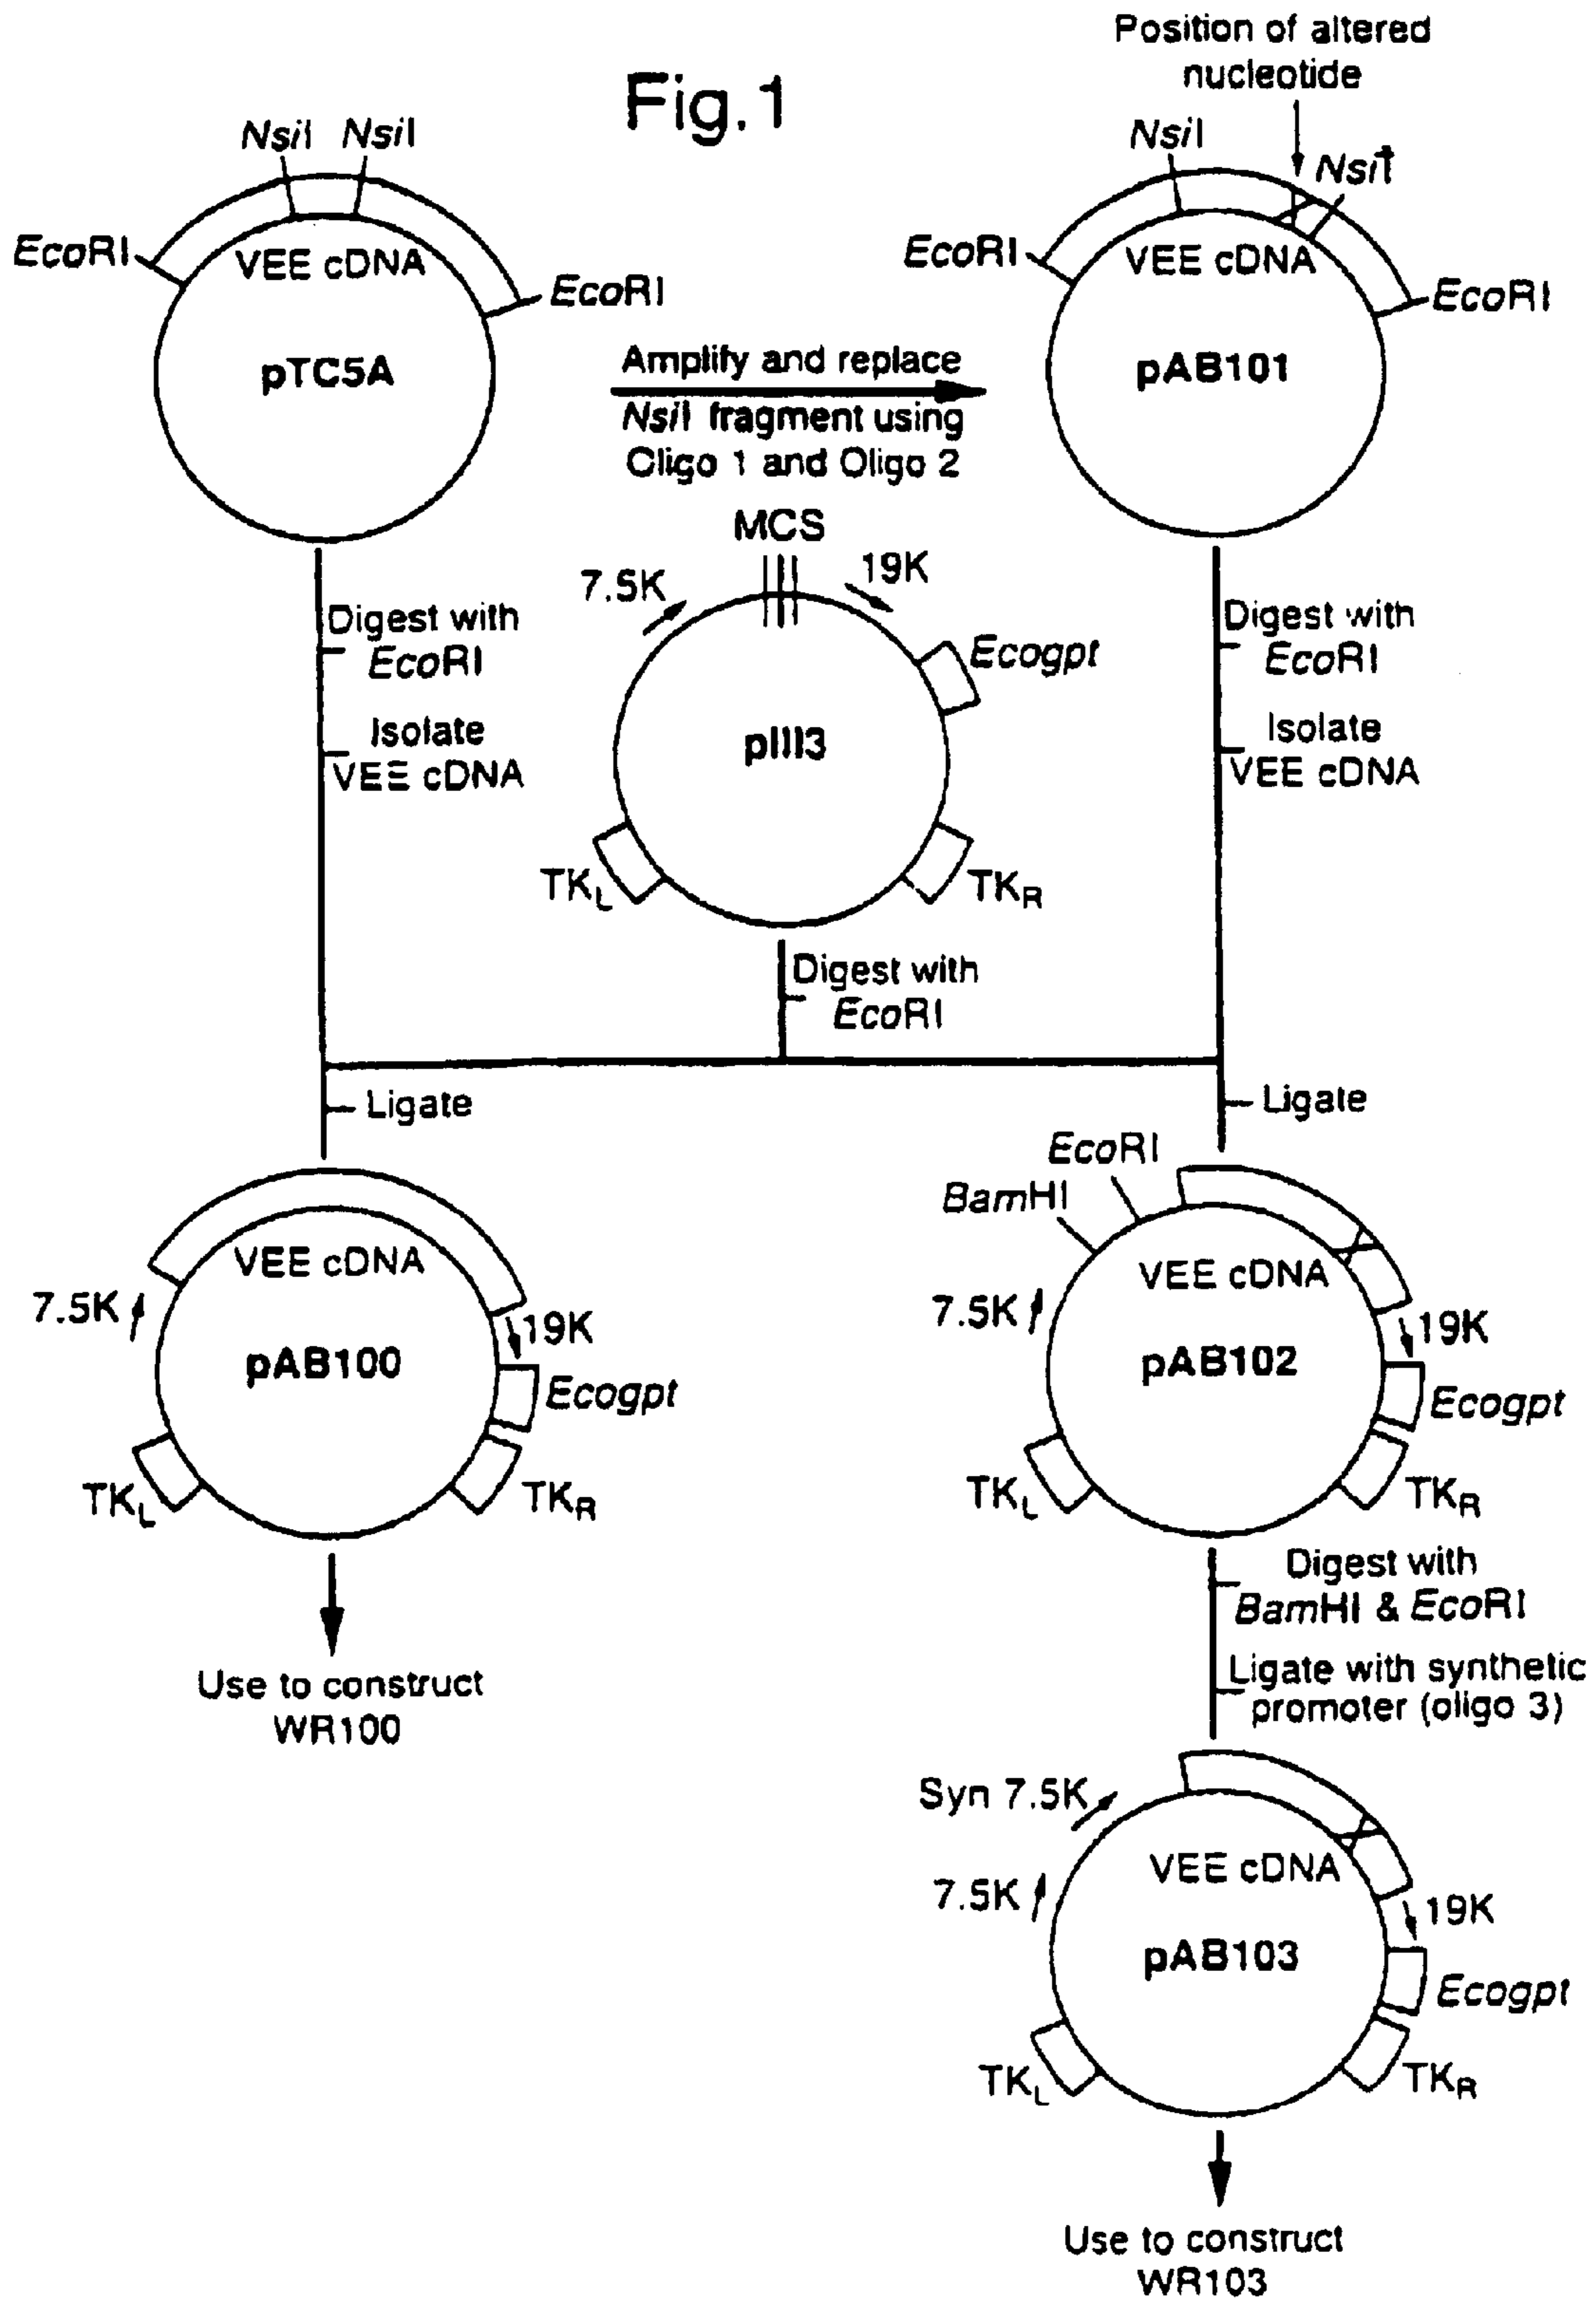 Fig.1
Position of altered
nucleotide
NsiI NsiI
EcoRI
EcoRI
VEE cDNA
pTC5A
NsiI
NsiI
EcoRI
EcoRI
VEE cDNA
pAB101
Amplify and replace
NsiI fragment using
Oligo 1 and Oligo 2
Digest with
EcoRI
Isolate
VEE cDNA
MCS
7.5K
19K
Ecogpt
pIII3
TKL
TKR
Digest with
EcoRI
Digest with
EcoRI
Isolate
VEE cDNA
Ligate
Ligate
VEE cDNA
7.5K
19K
pAB100
Ecogpt
TKL
TKR
Use to construct
WR100
EcoRI
BamHI
VEE cDNA
7.5K
19K
pAB102
Ecogpt
TKL
TKR
Digest with
BamHI & EcoRI
Ligate with synthetic
promoter (oligo 3)
Syn 7.5K
VEE cDNA
7.5K
19K
pAB103
Ecogpt
TKL
TKR
Use to construct
WR103